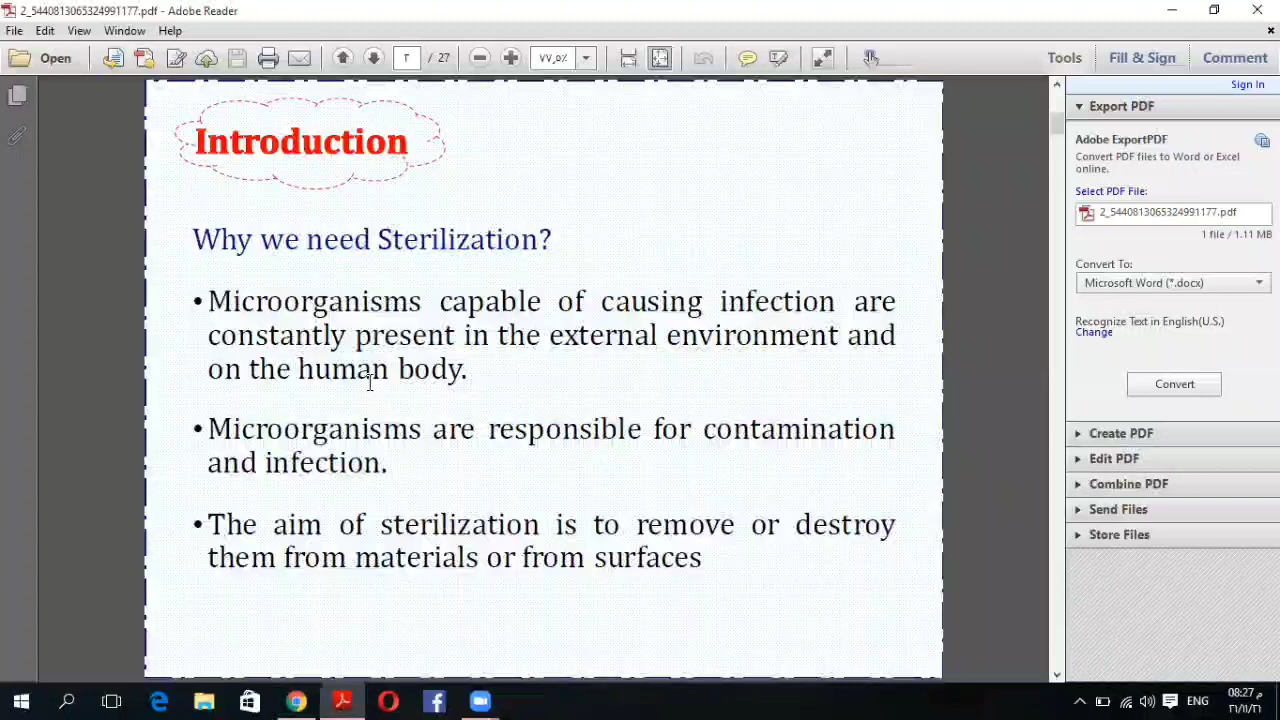 2_5440813065324991177.pdf - Adobe Reader
File Edit View Window Help
Open
/ 27
VV,o%
Tools
Fill & Sign
Comment
Sign In
Introduction
Why we need Sterilization?
• Microorganisms capable of causing infection are
constantly present in the external environment and
on the human body.
• Microorganisms are responsible for contamination
and infection.
• The aim of sterilization is to remove or destroy
them from materials or from surfaces
Export PDF
Adobe ExportPDF
Convert PDF files to Word or Excel
online.
Select PDF File:
2_5440813065324991177.pdf
1 file / 1.11 MB
Convert To:
Microsoft Word (*.docx)
Recognize Text in English(U.S.)
Change
Convert
Create PDF
Edit PDF
Combine PDF
Send Files
Store Files
ENG
08:27 م